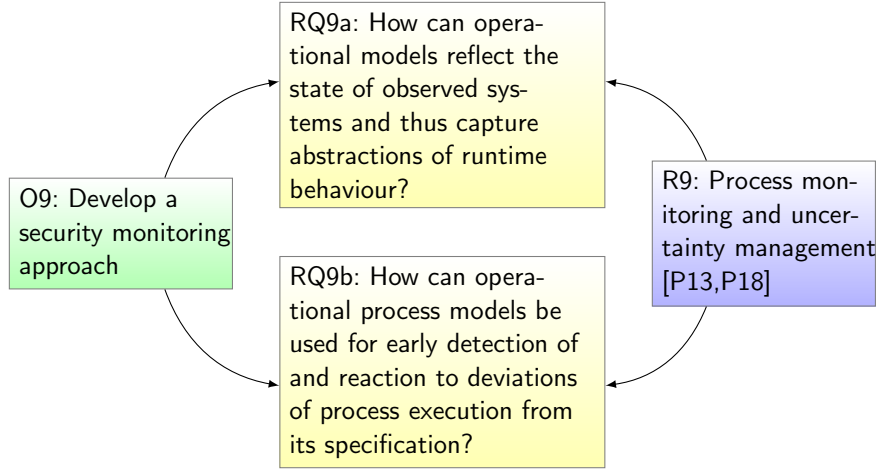 RQ9a: How can opera-
tional models reflect the
state of observed sys-
tems and thus capture
abstractions of runtime
behaviour?
O9: Develop a
security monitoring
approach
R9: Process mon-
itoring and uncer-
tainty management
[P13,P18]
RQ9b: How can opera-
tional process models be
used for early detection of
and reaction to deviations
of process execution from
its specification?